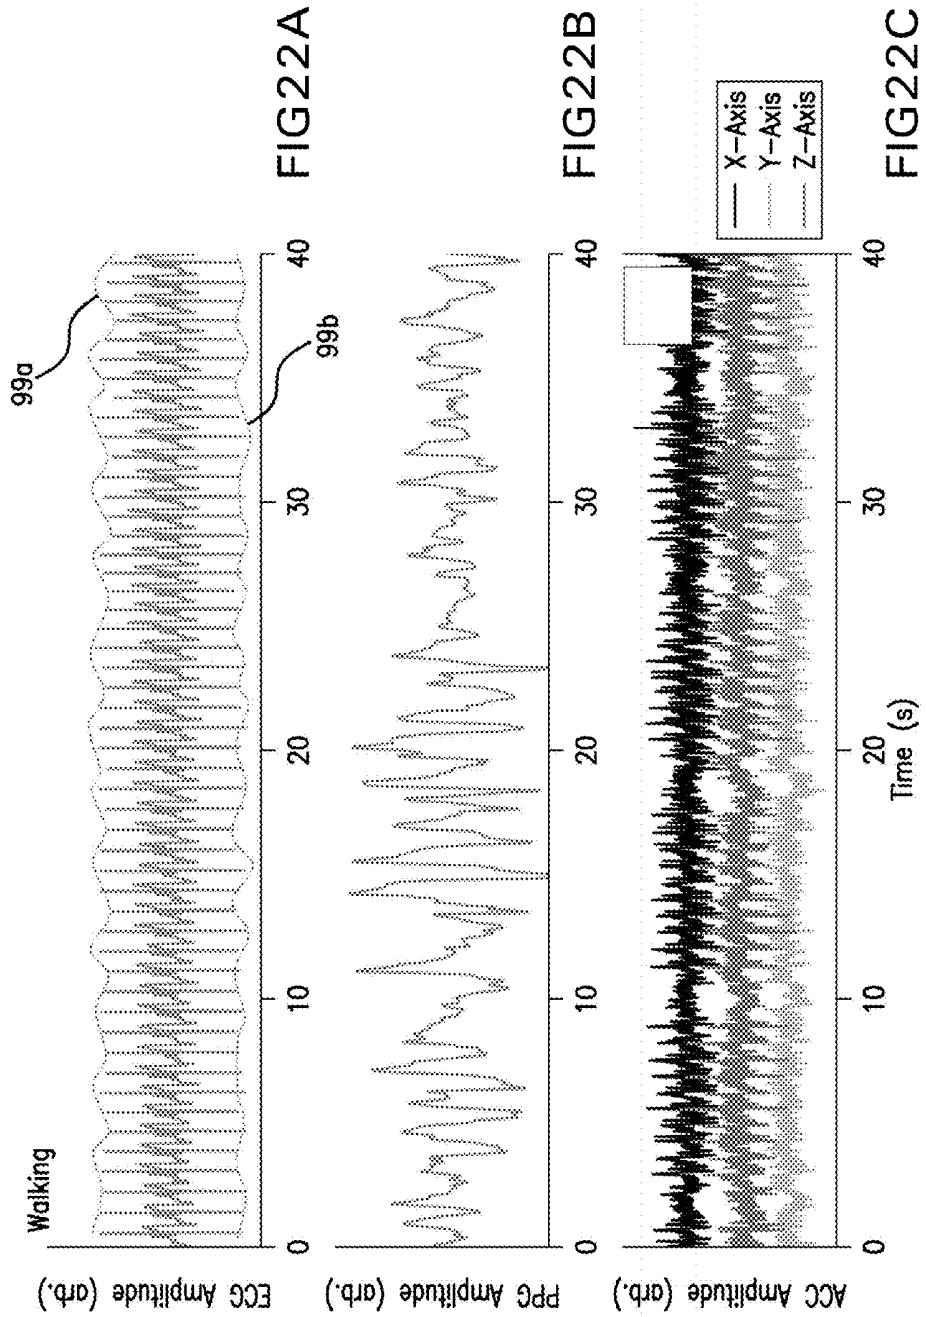 Walking
99a
ECG Amplitude (arb.)
0 10 20 30 40
99b
FIG22A
PPG Amplitude (arb.)
0 10 20 30 40
FIG22B
ACC Amplitude (arb.)
X-Axis
Y-Axis
Z-Axis
0 10 20 30 40
Time (s)
FIG22C